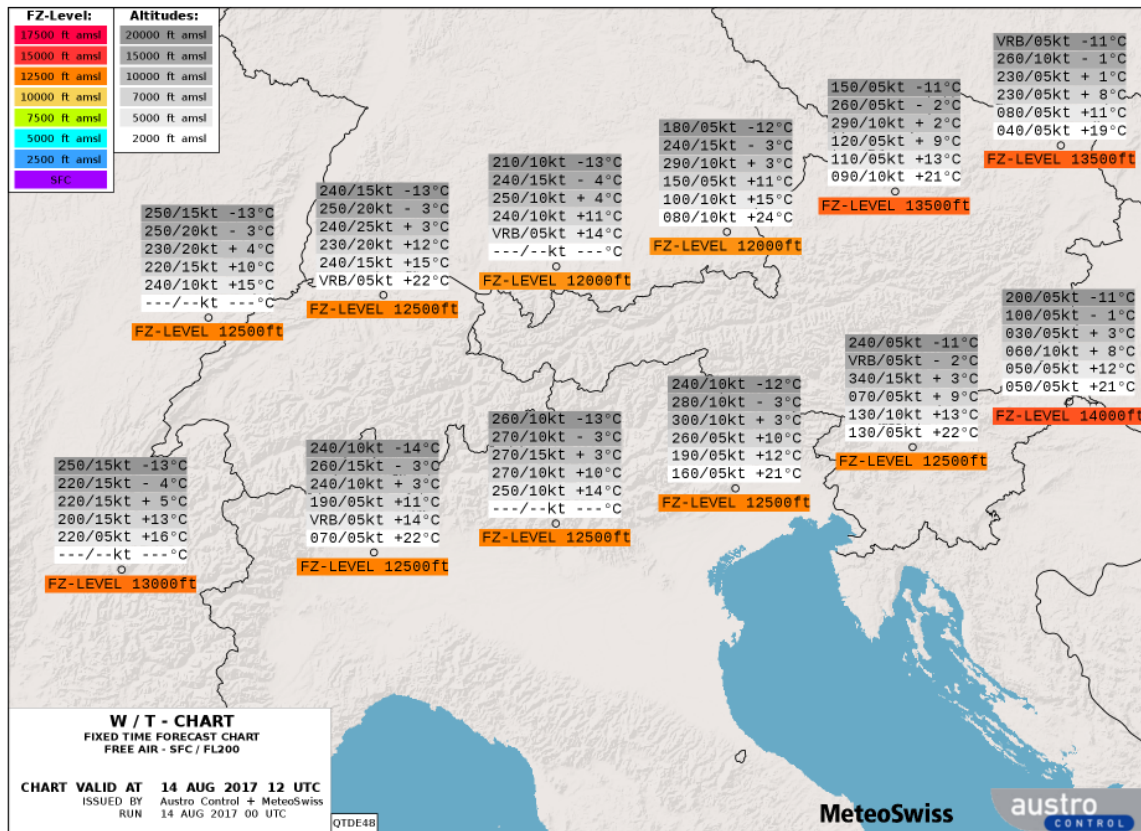 FZ-Level:
17500 ft amsl
15000 ft amsl
12500 ft amsl
10000 ft amsl
7500 ft amsl
5000 ft amsl
2500 ft amsl
SFC
Altitudes:
20000 ft amsl
15000 ft amsl
10000 ft amsl
7000 ft amsl
5000 ft amsl
2000 ft amsl
VRB/05kt -11°C
260/10kt - 1°C
230/05kt + 1°C
230/05kt + 8°C
080/05kt +11°C
040/05kt +19°C
FZ-LEVEL 13500ft
150/05kt -11°C
260/05kt - 2°C
290/10kt + 2°C
120/05kt + 9°C
110/05kt +13°C
090/10kt +21°C
FZ-LEVEL 13500ft
180/05kt -12°C
240/15kt - 3°C
290/10kt + 3°C
150/05kt +11°C
100/10kt +15°C
080/10kt +24°C
FZ-LEVEL 12000ft
210/10kt -13°C
240/15kt - 4°C
250/10kt + 4°C
240/10kt +11°C
VRB/05kt +14°C
---/--kt ---°C
FZ-LEVEL 12000ft
240/15kt -13°C
250/20kt - 3°C
240/25kt + 3°C
230/20kt +12°C
240/15kt +15°C
VRB/05kt +22°C
FZ-LEVEL 12500ft
250/15kt -13°C
250/20kt - 3°C
230/20kt + 4°C
220/15kt +10°C
240/10kt +15°C
---/--kt ---°C
FZ-LEVEL 12500ft
200/05kt -11°C
100/05kt - 1°C
030/05kt + 3°C
060/10kt + 8°C
050/05kt +12°C
050/05kt +21°C
FZ-LEVEL 14000ft
240/05kt -11°C
VRB/05kt - 2°C
340/15kt + 3°C
070/05kt + 9°C
130/10kt +13°C
130/05kt +22°C
FZ-LEVEL 12500ft
240/10kt -12°C
280/10kt - 3°C
300/10kt + 3°C
260/05kt +10°C
190/05kt +12°C
160/05kt +21°C
FZ-LEVEL 12500ft
260/10kt -13°C
270/10kt - 3°C
270/15kt + 3°C
270/10kt +10°C
250/10kt +14°C
---/--kt ---°C
FZ-LEVEL 12500ft
240/10kt -14°C
260/15kt - 3°C
240/10kt + 3°C
190/05kt +11°C
VRB/05kt +14°C
070/05kt +22°C
FZ-LEVEL 12500ft
250/15kt -13°C
220/15kt - 4°C
220/15kt + 5°C
200/15kt +13°C
220/05kt +16°C
---/--kt ---°C
FZ-LEVEL 13000ft
W / T - CHART
FIXED TIME FORECAST CHART
FREE AIR - SFC / FL200
CHART VALID AT 14 AUG 2017 12 UTC
ISSUED BY Austro Control + MeteoSwiss
RUN 14 AUG 2017 00 UTC
QTDE48
MeteoSwiss
austro
CONTROL